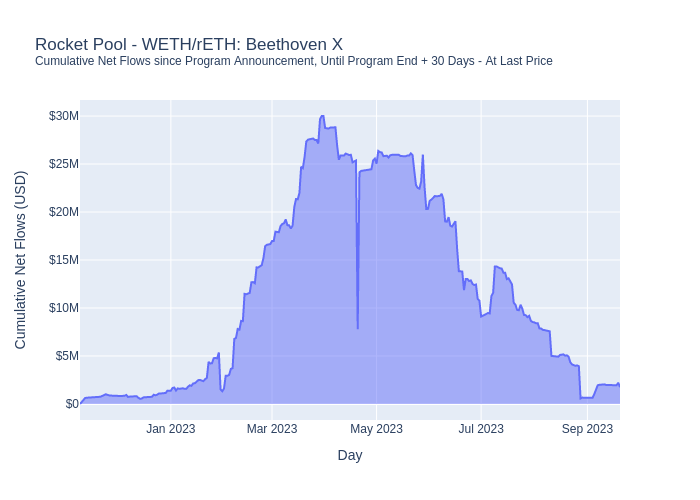 Rocket Pool - WETH/rETH: Beethoven X
Cumulative Net Flows since Program Announcement, Until Program End + 30 Days - At Last Price
Cumulative Net Flows (USD)
$30M
$25M
$20M
$15M
$10M
$5M
$0
Jan 2023
Mar 2023
May 2023
Jul 2023
Sep 2023
Day